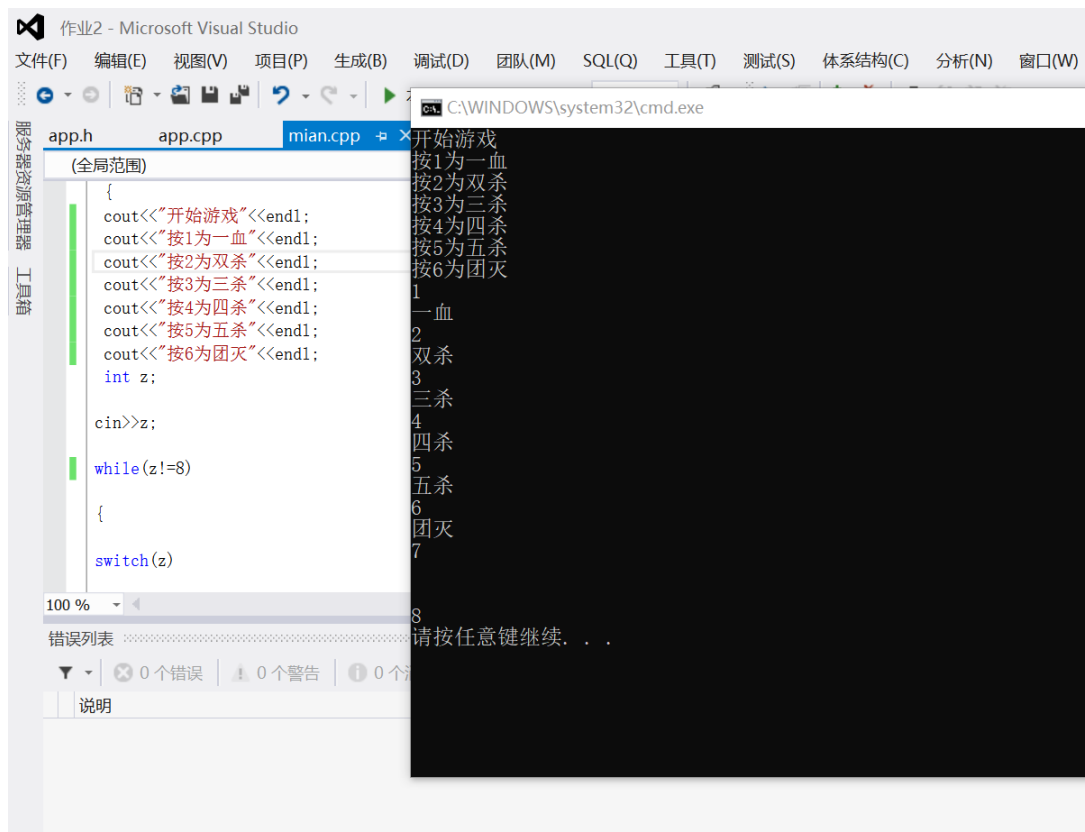 作业2 - Microsoft Visual Studio
文件(F) 编辑(E) 视图(V) 项目(P) 生成(B) 调试(D) 团队(M) SQL(Q) 工具(T) 测试(S) 体系结构(C) 分析(N) 窗口(W)
服务器资源管理器
工具箱
app.h app.cpp mian.cpp
(全局范围)
{
cout<<"开始游戏"<<endl;
cout<<"按1为一血"<<endl;
cout<<"按2为双杀"<<endl;
cout<<"按3为三杀"<<endl;
cout<<"按4为四杀"<<endl;
cout<<"按5为五杀"<<endl;
cout<<"按6为团灭"<<endl;
int z;
cin>>z;
while(z!=8)
{
switch(z)
100 %
错误列表
0 个错误 0 个警告 0 个
说明
C:\WINDOWS\system32\cmd.exe
开始游戏
按1为一血
按2为双杀
按3为三杀
按4为四杀
按5为五杀
按6为团灭
1
一血
2
双杀
3
三杀
4
四杀
5
五杀
6
团灭
7
8
请按任意键继续. . .